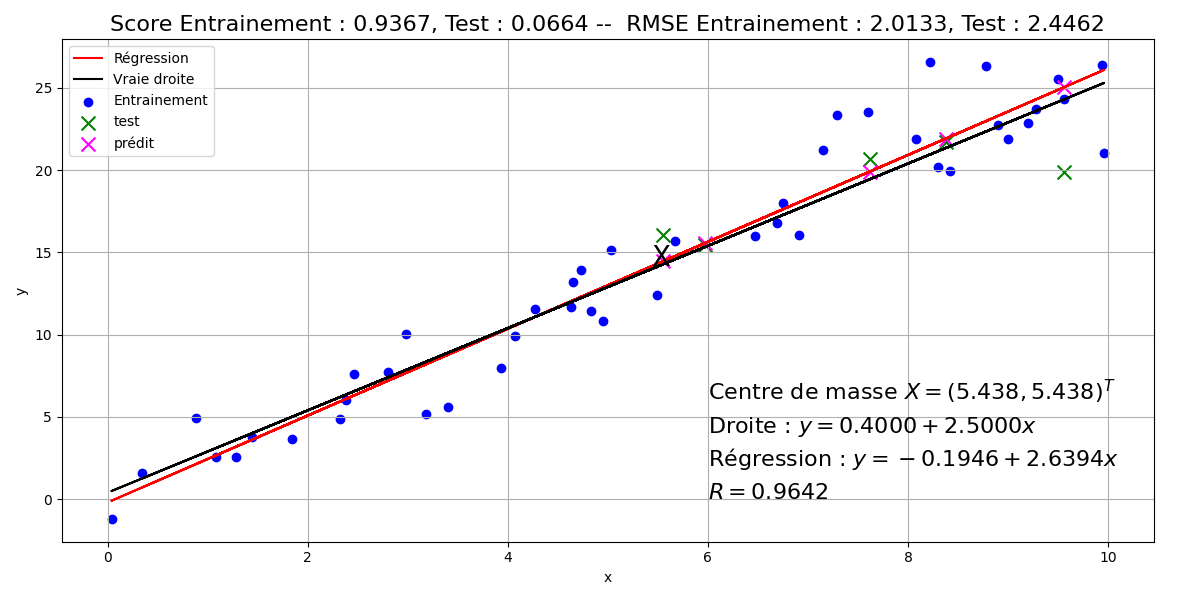 Score Entrainement : 0.9367, Test : 0.0664 --  RMSE Entrainement : 2.0133, Test : 2.4462
Régression
Vraie droite
Entrainement
test
prédit
25
20
15
10
5
0
y
Centre de masse X = (5.438, 5.438)^T
Droite : y = 0.4000 + 2.5000x
Régression : y = −0.1946 + 2.6394x
R = 0.9642
0 2 4 6 8 10
x